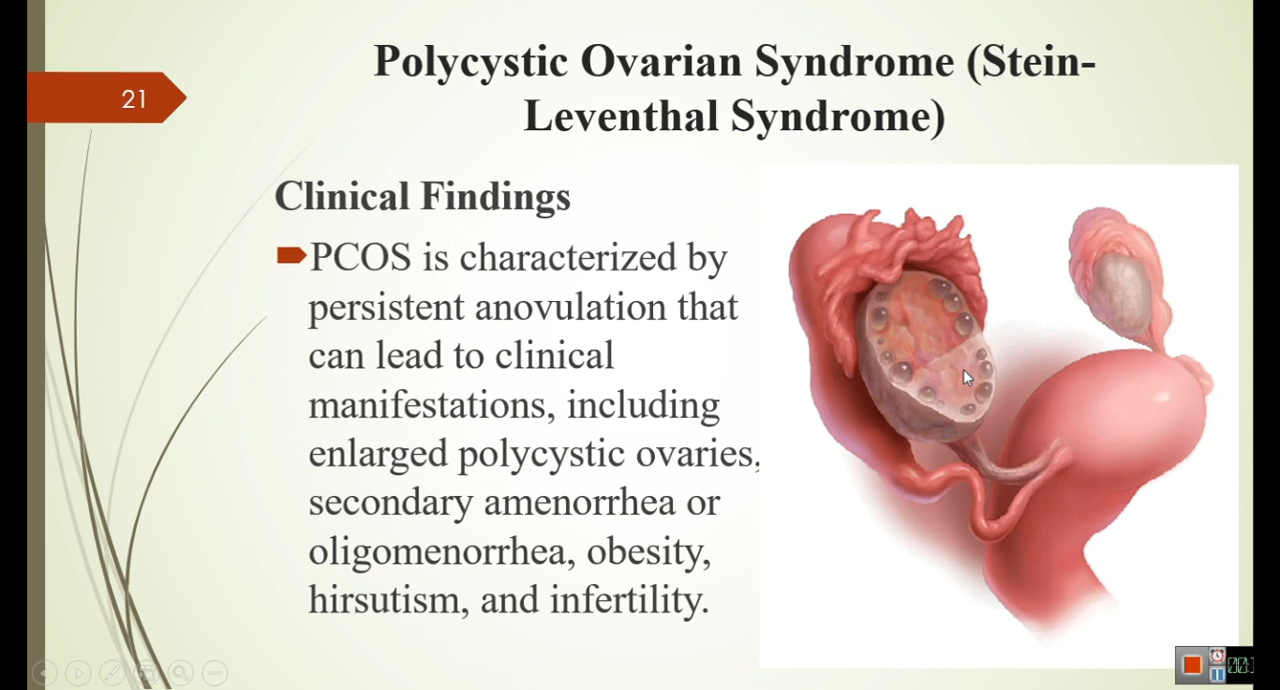 Polycystic Ovarian Syndrome (Stein-
Leventhal Syndrome)
21
Clinical Findings
PCOS is characterized by
persistent anovulation that
can lead to clinical
manifestations, including
enlarged polycystic ovaries,
secondary amenorrhea or
oligomenorrhea, obesity,
hirsutism, and infertility.